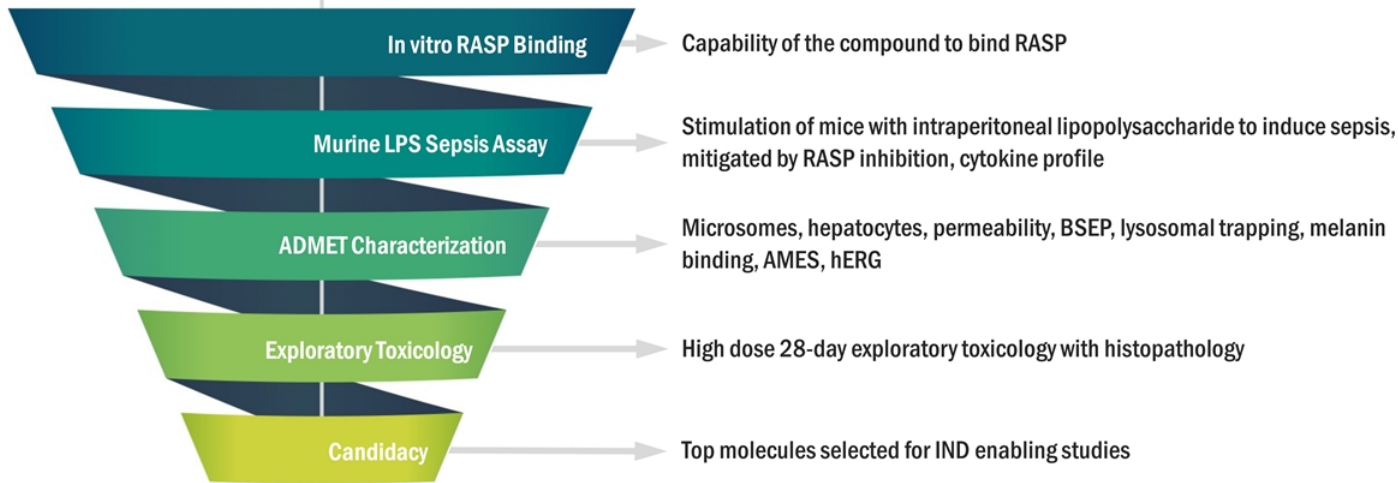 In vitro RASP Binding
Capability of the compound to bind RASP
Murine LPS Sepsis Assay
Stimulation of mice with intraperitoneal lipopolysaccharide to induce sepsis,
mitigated by RASP inhibition, cytokine profile
ADMET Characterization
Microsomes, hepatocytes, permeability, BSEP, lysosomal trapping, melanin
binding, AMES, hERG
Exploratory Toxicology
High dose 28-day exploratory toxicology with histopathology
Candidacy
Top molecules selected for IND enabling studies